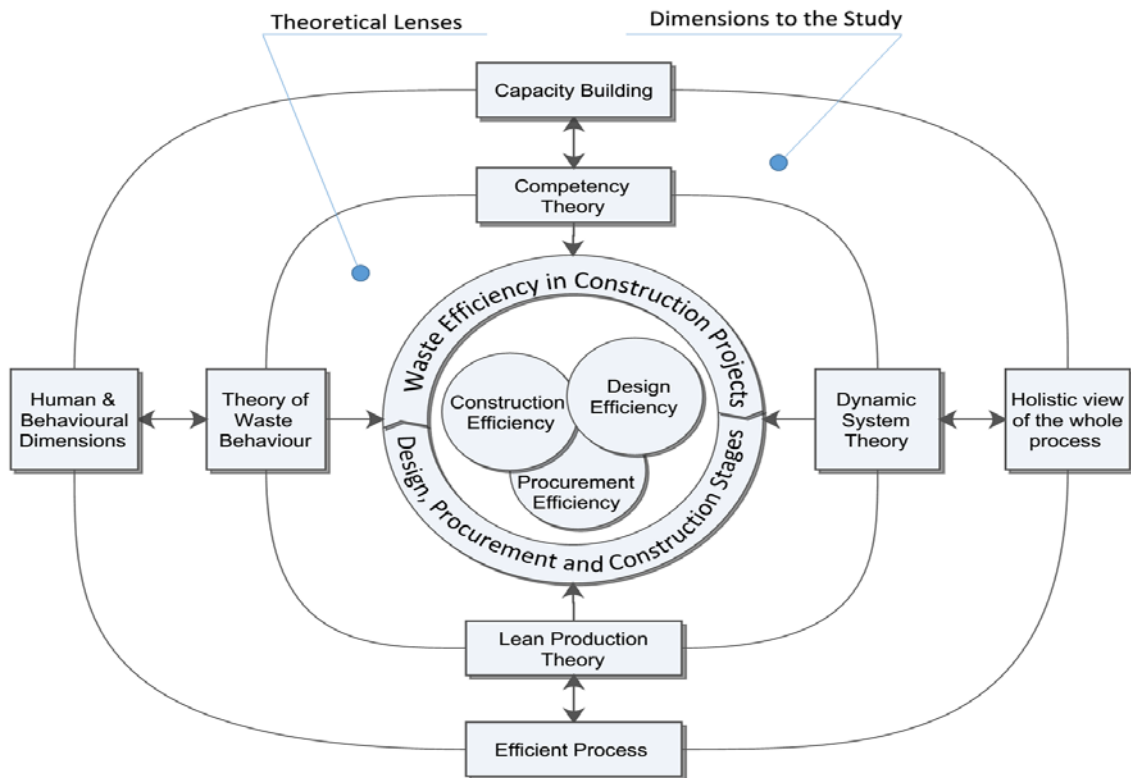 Theoretical Lenses
Dimensions to the Study
Capacity Building
Competency
Theory
Waste Efficiency in Construction Projects
Human &
Behavioural
Dimensions
Theory of
Waste
Behaviour
Construction
Efficiency
Design
Efficiency
Procurement
Efficiency
Dynamic
System
Theory
Holistic view
of the whole
process
Design, Procurement and Construction Stages
Lean Production
Theory
Efficient Process